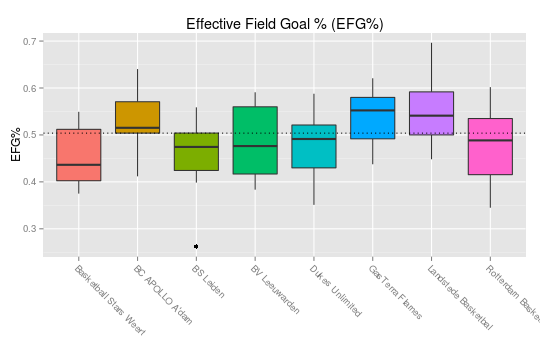 Effective Field Goal % (EFG%)
EFG%
0.7
0.6
0.5
0.4
0.3
Basketball Stars Weert
BC APOLLO A'dam
BS Leiden
BV Leeuwarden
Dukes Unlimited
GasTerra Flames
Landstede Basketbal
Rotterdam Baske